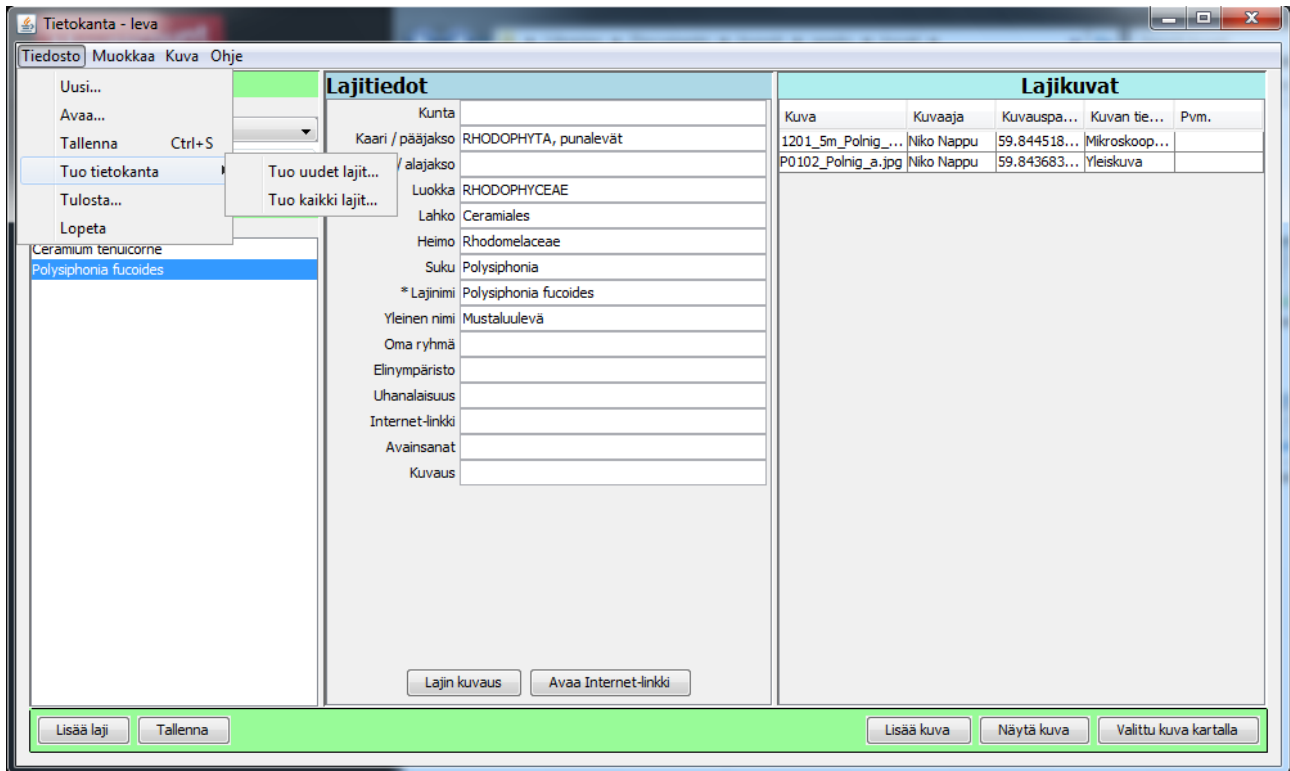 Tietokanta - leva
Tiedosto Muokkaa Kuva Ohje
Uusi...
Avaa...
Tallenna Ctrl+S
Tuo tietokanta
Tulosta...
Lopeta
Tuo uudet lajit...
Tuo kaikki lajit...
Ceramium tenuicorne
Polysiphonia fucoides
Lajitiedot
Kunta
Kaari / pääjakso RHODOPHYTA, punalevät
/ alajakso
Luokka RHODOPHYCEAE
Lahko Ceramiales
Heimo Rhodomelaceae
Suku Polysiphonia
* Lajinimi Polysiphonia fucoides
Yleinen nimi Mustaluulevä
Oma ryhmä
Elinympäristo
Uhanalaisuus
Internet-linkki
Avainsanat
Kuvaus
Lajin kuvaus Avaa Internet-linkki
Lajikuvat
Kuva Kuvaaja Kuvauspa... Kuvan tie... Pvm.
1201_5m_Polnig_... Niko Nappu 59.844518... Mikroskoop...
P0102_Polnig_a.jpg Niko Nappu 59.843683... Yleiskuva
Lisää laji Tallenna Lisää kuva Näytä kuva Valittu kuva kartalla